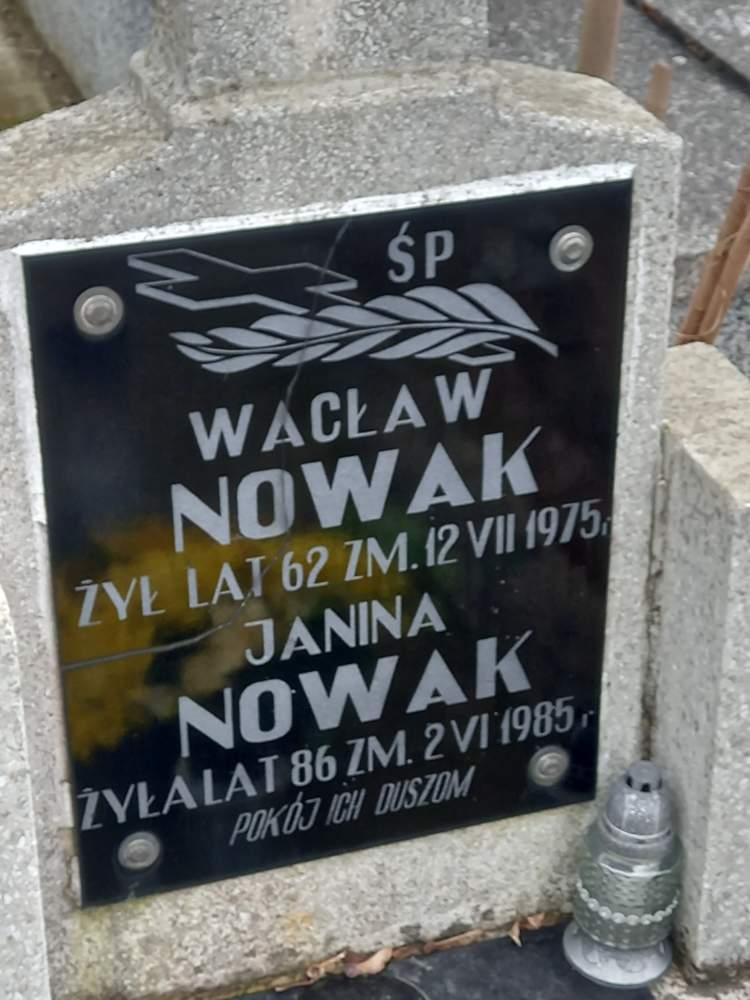 ŚP
WACŁAW
NOWAK
ŻYŁ LAT 62 ZM. 12 VII 1975 r.
JANINA
NOWAK
ŻYŁA LAT 86 ZM. 2 VI 1985 r.
POKÓJ ICH DUSZOM